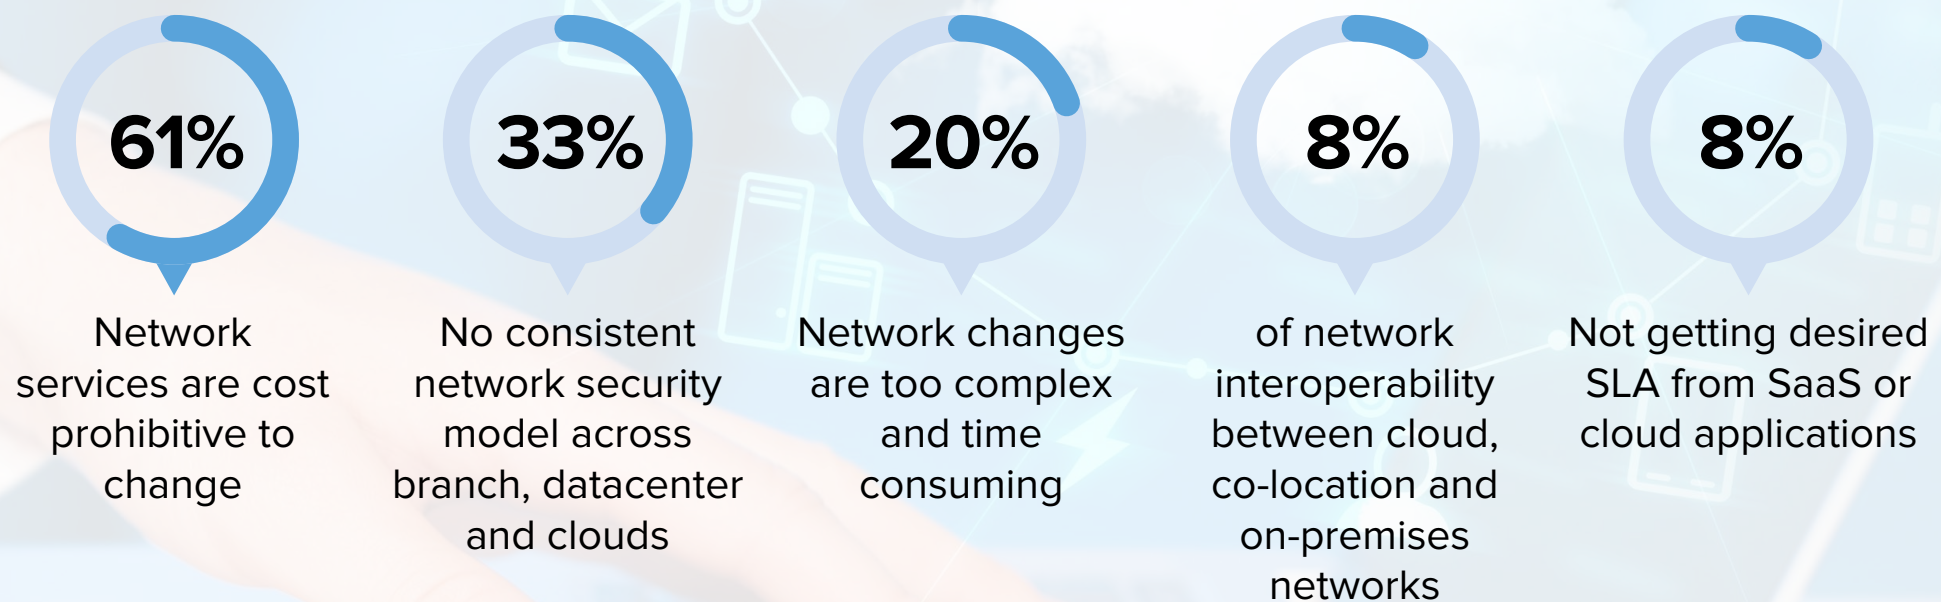 61%
Network
services are cost
prohibitive to
change
33%
No consistent
network security
model across
branch, datacenter
and clouds
20%
Network changes
are too complex
and time
consuming
8%
of network
interoperability
between cloud,
co-location and
on-premises
networks
8%
Not getting desired
SLA from SaaS or
cloud applications